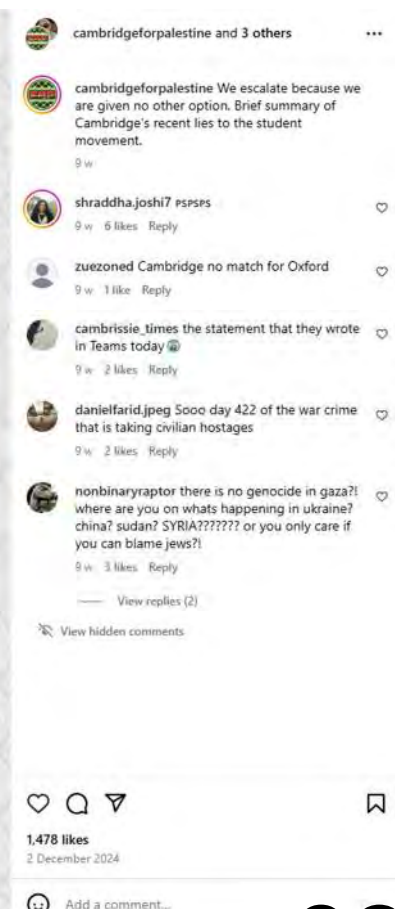 cambridgeforpalestine and 3 others
cambridgeforpalestine We escalate because we
are given no other option. Brief summary of
Cambridge's recent lies to the student
movement.
9 w
shraddha.joshi7 PSPSPS
9 w 6 likes Reply
zuezoned Cambridge no match for Oxford
9 w 1 like Reply
cambrissie_times the statement that they wrote
in Teams today
9 w 2 likes Reply
danielfarid.jpeg Sooo day 422 of the war crime
that is taking civilian hostages
9 w 2 likes Reply
nonbinaryraptor there is no genocide in gaza?!
where are you on whats happening in ukraine?
china? sudan? SYRIA??????? or you only care if
you can blame jews?!
9 w 3 likes Reply
View replies (2)
View hidden comments
1,478 likes
2 December 2024
Add a comment...